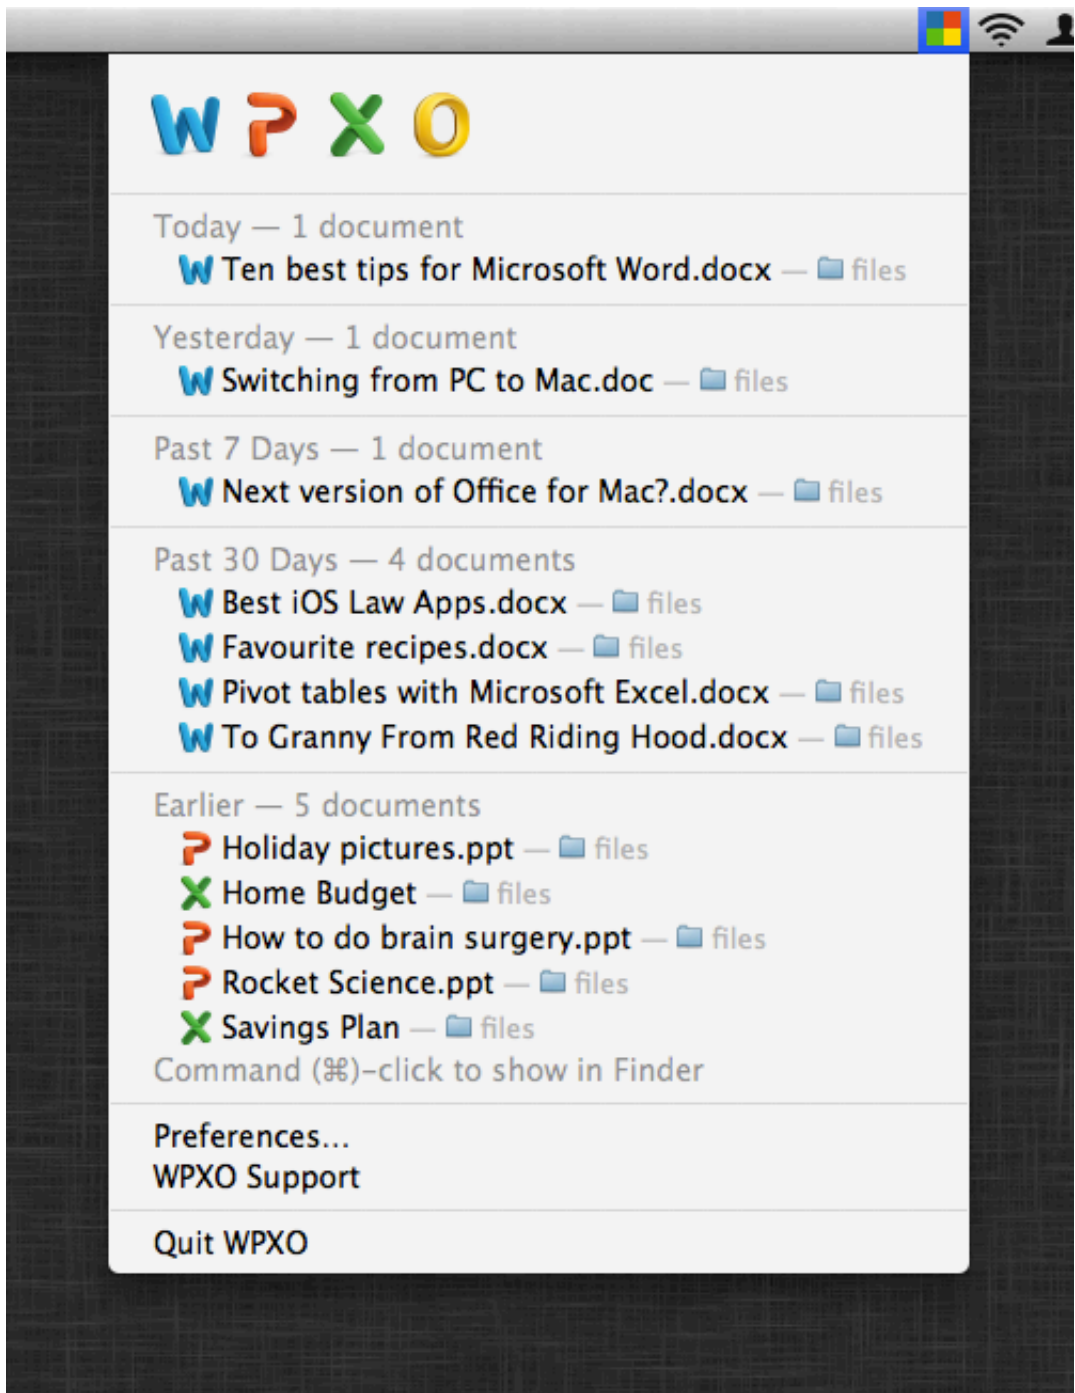 W P X O
Today — 1 document
Ten best tips for Microsoft Word.docx — files
Yesterday — 1 document
Switching from PC to Mac.doc — files
Past 7 Days — 1 document
Next version of Office for Mac?.docx — files
Past 30 Days — 4 documents
Best iOS Law Apps.docx — files
Favourite recipes.docx — files
Pivot tables with Microsoft Excel.docx — files
To Granny From Red Riding Hood.docx — files
Earlier — 5 documents
Holiday pictures.ppt — files
Home Budget — files
How to do brain surgery.ppt — files
Rocket Science.ppt — files
Savings Plan — files
Command (⌘)-click to show in Finder
Preferences...
WPXO Support
Quit WPXO